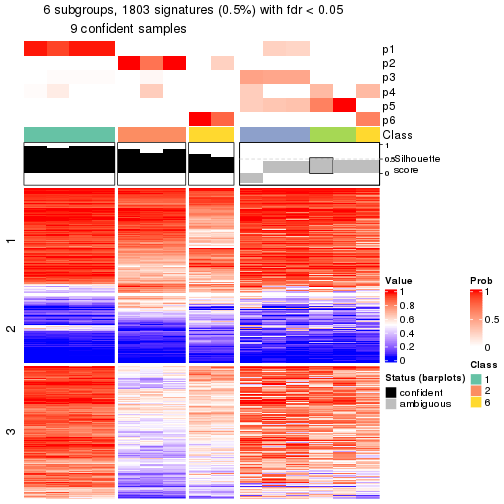 6 subgroups, 1803 signatures (0.5%) with fdr < 0.05
9 confident samples
p1
p2
p3
p4
p5
p6
Class
1
0.5
0
Silhouette
score
1
2
3
Value
1
0.8
0.6
0.4
0.2
0
Prob
1
0.5
0
Status (barplots)
confident
ambiguous
Class
1
2
6